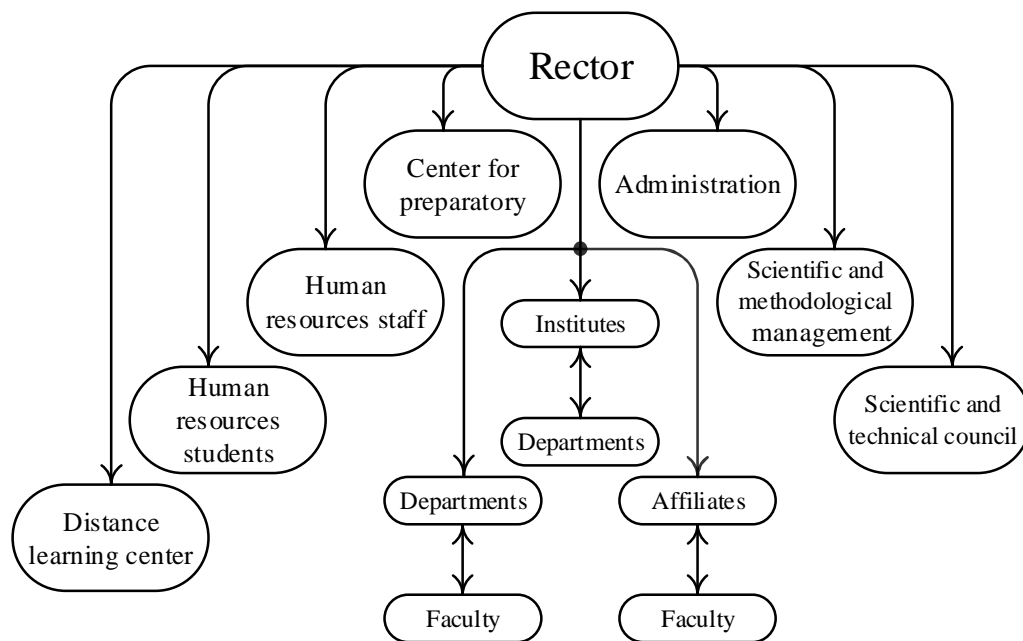 Rector
Center for
preparatory
Administration
Human
resources staff
Scientific and
methodological
management
Institutes
Human
resources
students
Scientific and
technical council
Departments
Departments
Affiliates
Distance
learning center
Faculty
Faculty